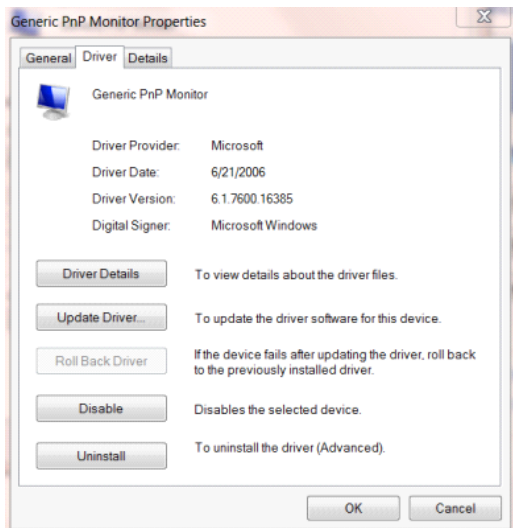 Generic PnP Monitor Properties
General Driver Details
Generic PnP Monitor
Driver Provider: Microsoft
Driver Date: 6/21/2006
Driver Version: 6.1.7600.16385
Digital Signer: Microsoft Windows
Driver Details To view details about the driver files.
Update Driver... To update the driver software for this device.
Roll Back Driver If the device fails after updating the driver, roll back
to the previously installed driver.
Disable Disables the selected device.
Uninstall To uninstall the driver (Advanced).
OK Cancel